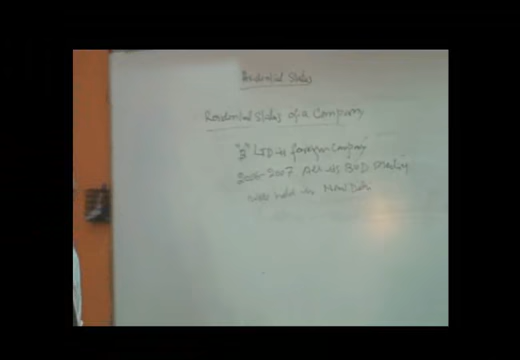 Residential Status
Residential Status of a Company
"B" LTD is foreign Company
2006-2007 All its BOD meeting
were held in New Delhi